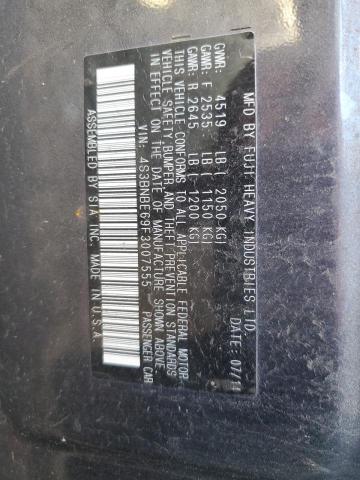 MFD BY FUJI HEAVY INDUSTRIES LTD.
DATE: 07/1
GVWR: 4519 LB ( 2050 KG)
GAWR: F 2535 LB ( 1150 KG)
GAWR: R 2645 LB ( 1200 KG)
THIS VEHICLE CONFORMS TO ALL APPLICABLE FEDERAL MOTOR
VEHICLE SAFETY BUMPER AND THEFT PREVENTION STANDARDS
IN EFFECT ON THE DATE OF MANUFACTURE SHOWN ABOVE.
VIN: 4S3BNBE69F3007555 PASSENGER CAR
ASSEMBLED BY SIA INC. MADE IN U.S.A